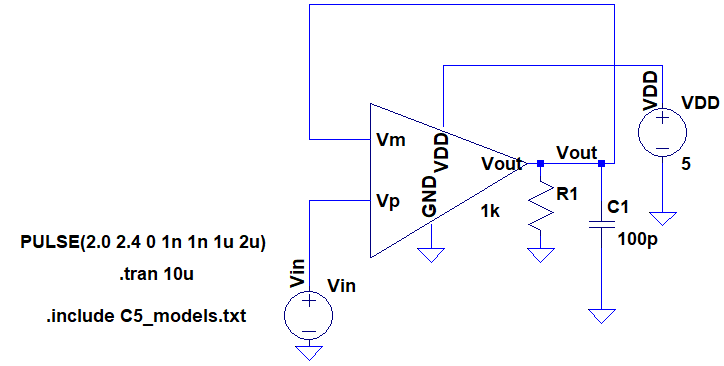 VDD
VDD
Vm
VDD
Vout
Vout
5
Vp
GND
R1
1k
C1
100p
PULSE(2.0 2.4 0 1n 1n 1u 2u)
.tran 10u
Vin
Vin
.include C5_models.txt